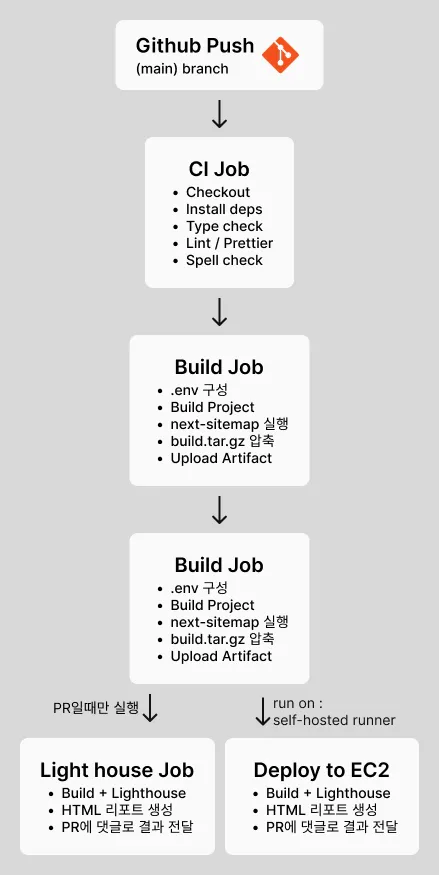 Github Push
(main) branch
CI Job
• Checkout
• Install deps
• Type check
• Lint / Prettier
• Spell check
Build Job
• .env 구성
• Build Project
• next-sitemap 실행
• build.tar.gz 압축
• Upload Artifact
Build Job
• .env 구성
• Build Project
• next-sitemap 실행
• build.tar.gz 압축
• Upload Artifact
PR일때만 실행
run on :
self-hosted runner
Light house Job
• Build + Lighthouse
• HTML 리포트 생성
• PR에 댓글로 결과 전달
Deploy to EC2
• Build + Lighthouse
• HTML 리포트 생성
• PR에 댓글로 결과 전달